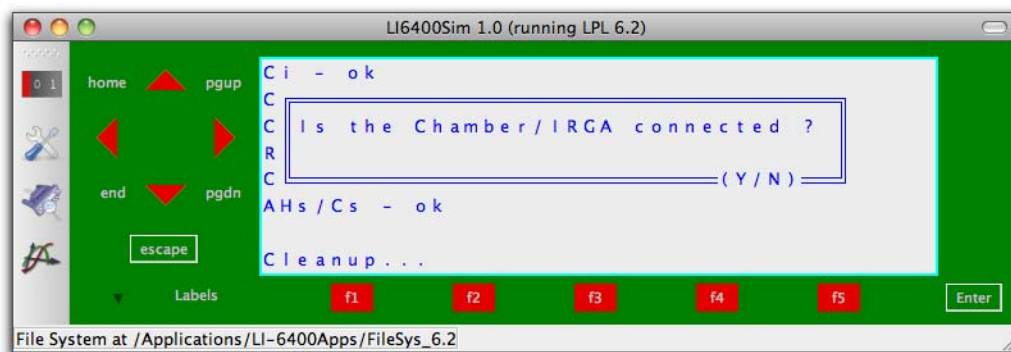 LI6400Sim 1.0 (running LPL 6.2)
0 1
home
pgup
end
pgdn
escape
Labels
Ci - ok
C
Is the Chamber/IRGA connected ?
C
R
C
(Y/N)
AHs/Cs - ok
Cleanup...
f1
f2
f3
f4
f5
Enter
File System at /Applications/LI-6400Apps/FileSys_6.2